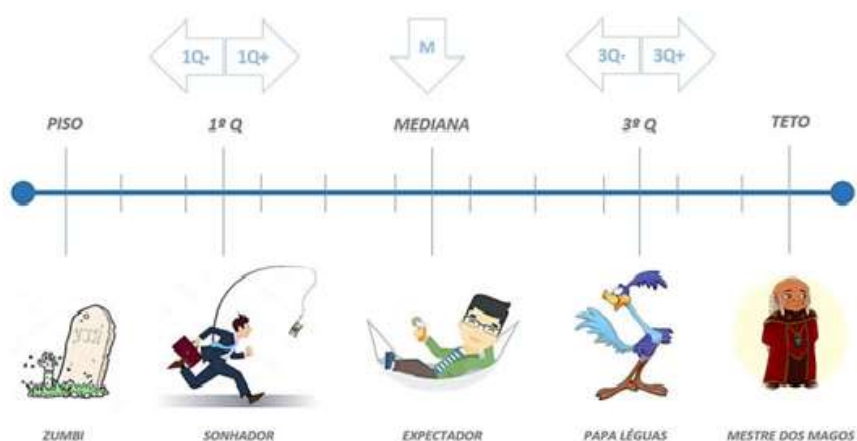 1Q- 1Q+ M 3Q- 3Q+
PISO 1º Q MEDIANA 3º Q TETO
ZUMBI SONHADOR EXPECTADOR PAPA LÉGUAS MESTRE DOS MAGOS